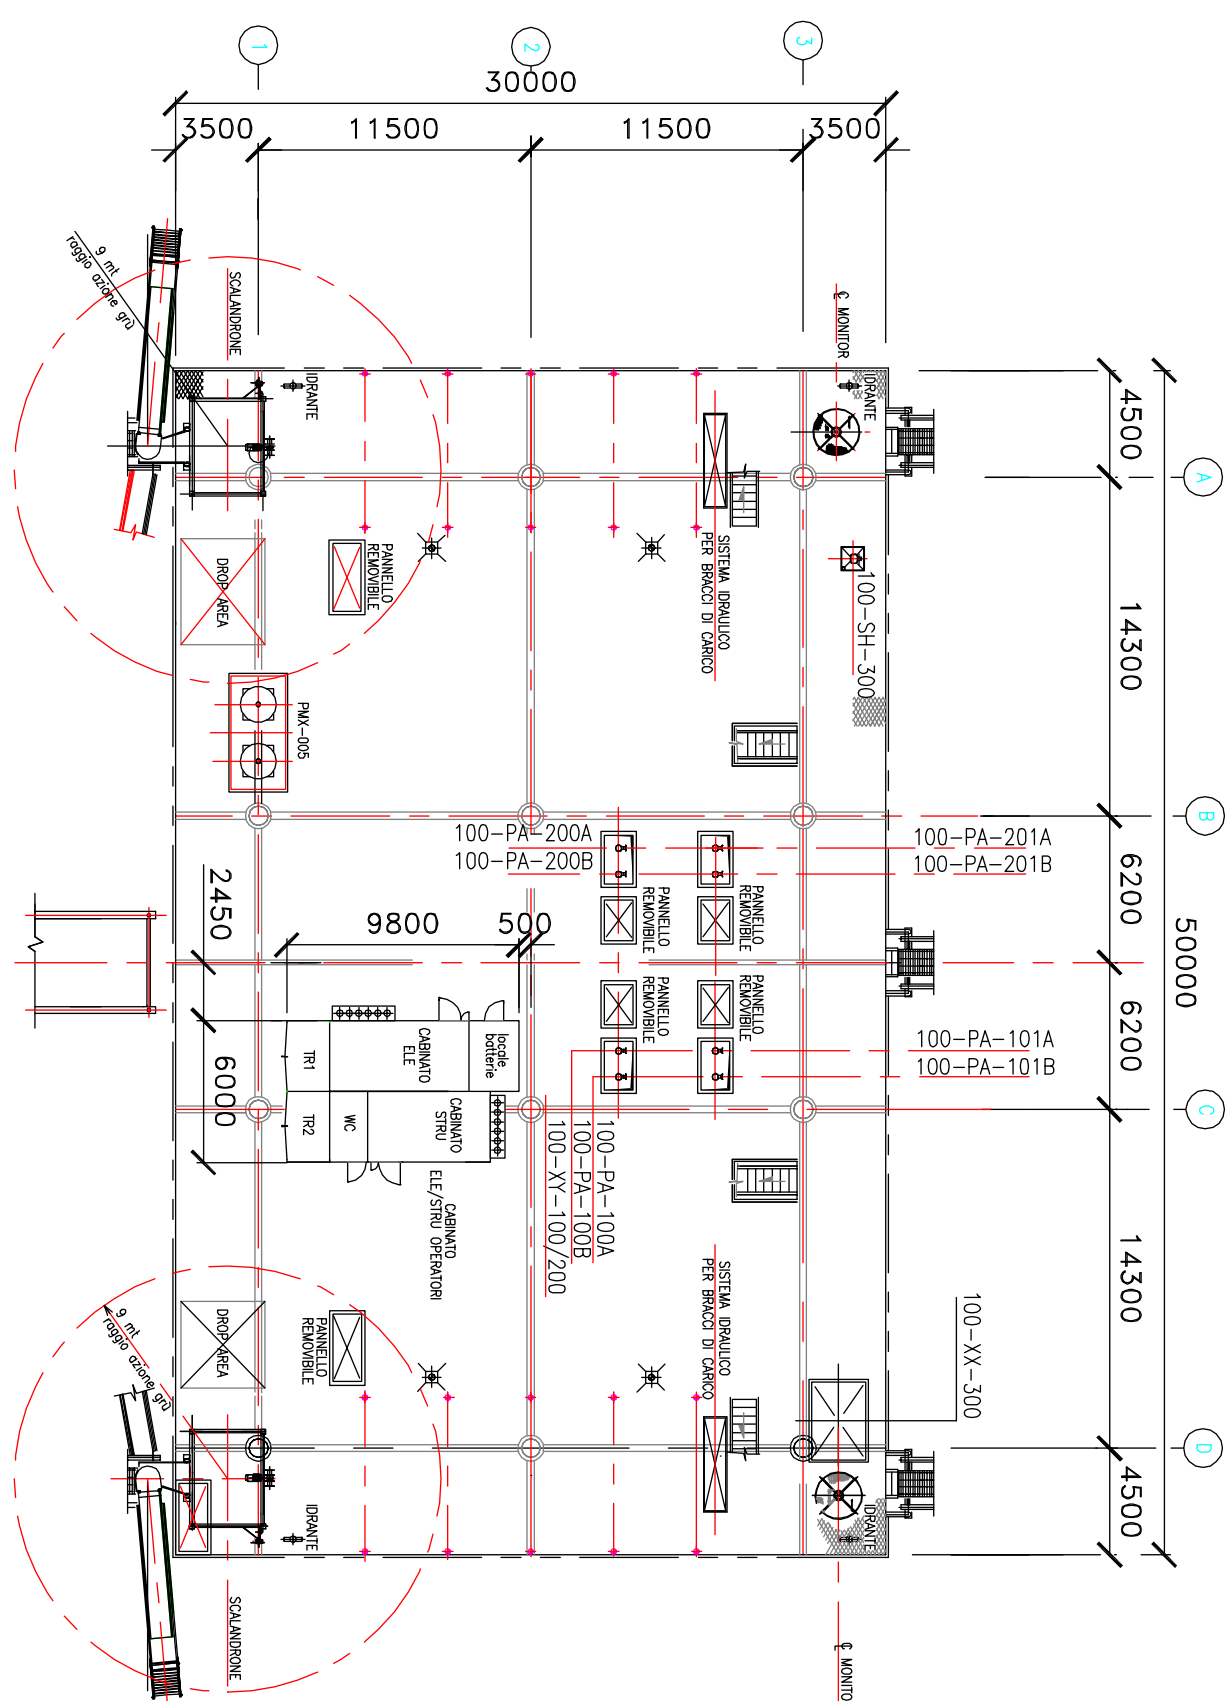 1
2
3
30000
3500
11500
11500
3500
9 mt
raggio azione grù
SCALANDRONE
℄ MONITOR
IDRANTE
IDRANTE
4500
A
PANNELLO
REMOVIBILE
DROP AREA
SISTEMA IDRAULICO
PER BRACCI DI CARICO
100-SH-300
14300
PMX-005
B
100-PA-200A
100-PA-200B
100-PA-201A
100-PA-201B
PANNELLO
REMOVIBILE
PANNELLO
REMOVIBILE
6200
2450
9800
500
50000
PANNELLO
REMOVIBILE
PANNELLO
REMOVIBILE
6200
100-PA-101A
100-PA-101B
locale
batterie
CABINATO
ELE
TR1
6000
TR2
WC
CABINATO
STRU
C
100-PA-100A
100-PA-100B
100-XY-100/200
CABINATO
ELE/STRU OPERATORI
14300
SISTEMA IDRAULICO
PER BRACCI DI CARICO
100-XX-300
PANNELLO
REMOVIBILE
DROP AREA
9 mt
raggio azione grù
D
4500
IDRANTE
IDRANTE
SCALANDRONE
℄ MONITO